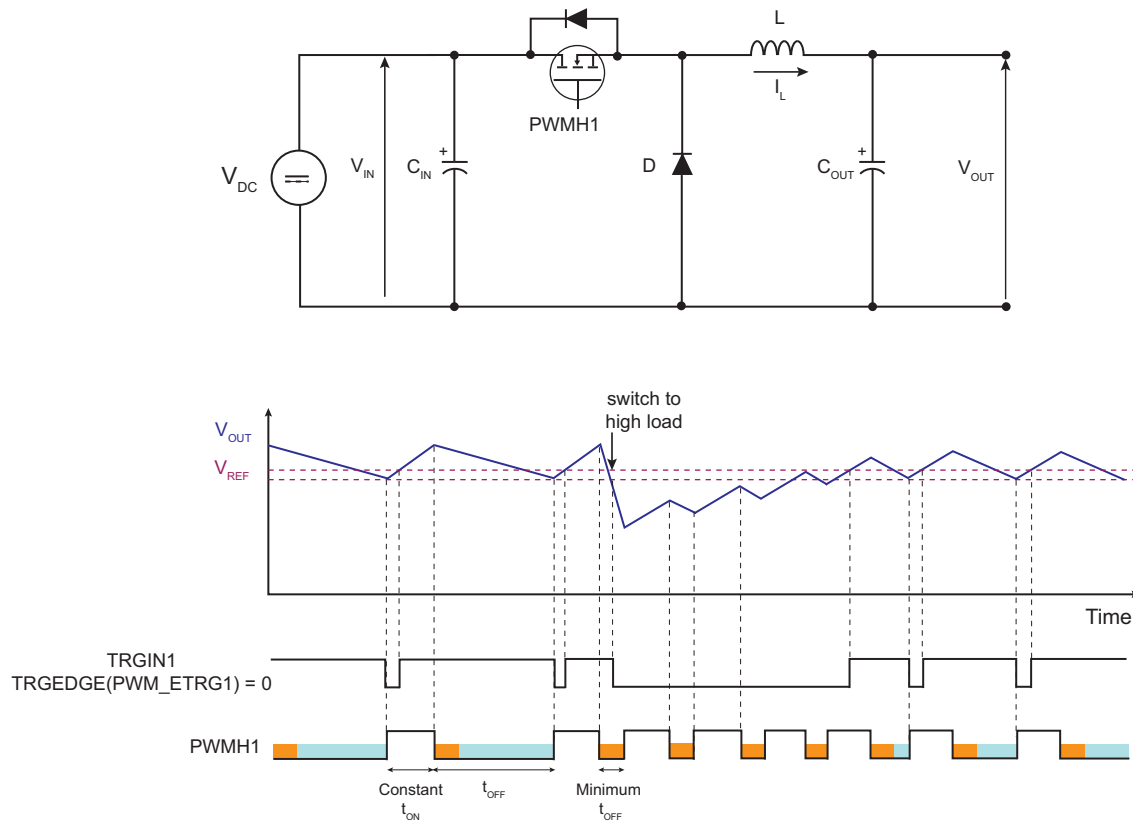 L
I_L
PWMH1
V_DC
V_IN
C_IN
+
D
C_OUT
+
V_OUT
switch to
high load
V_OUT
V_REF
Time
TRGIN1
TRGEDGE(PWM_ETRG1) = 0
PWMH1
Constant
t_ON
t_OFF
Minimum
t_OFF